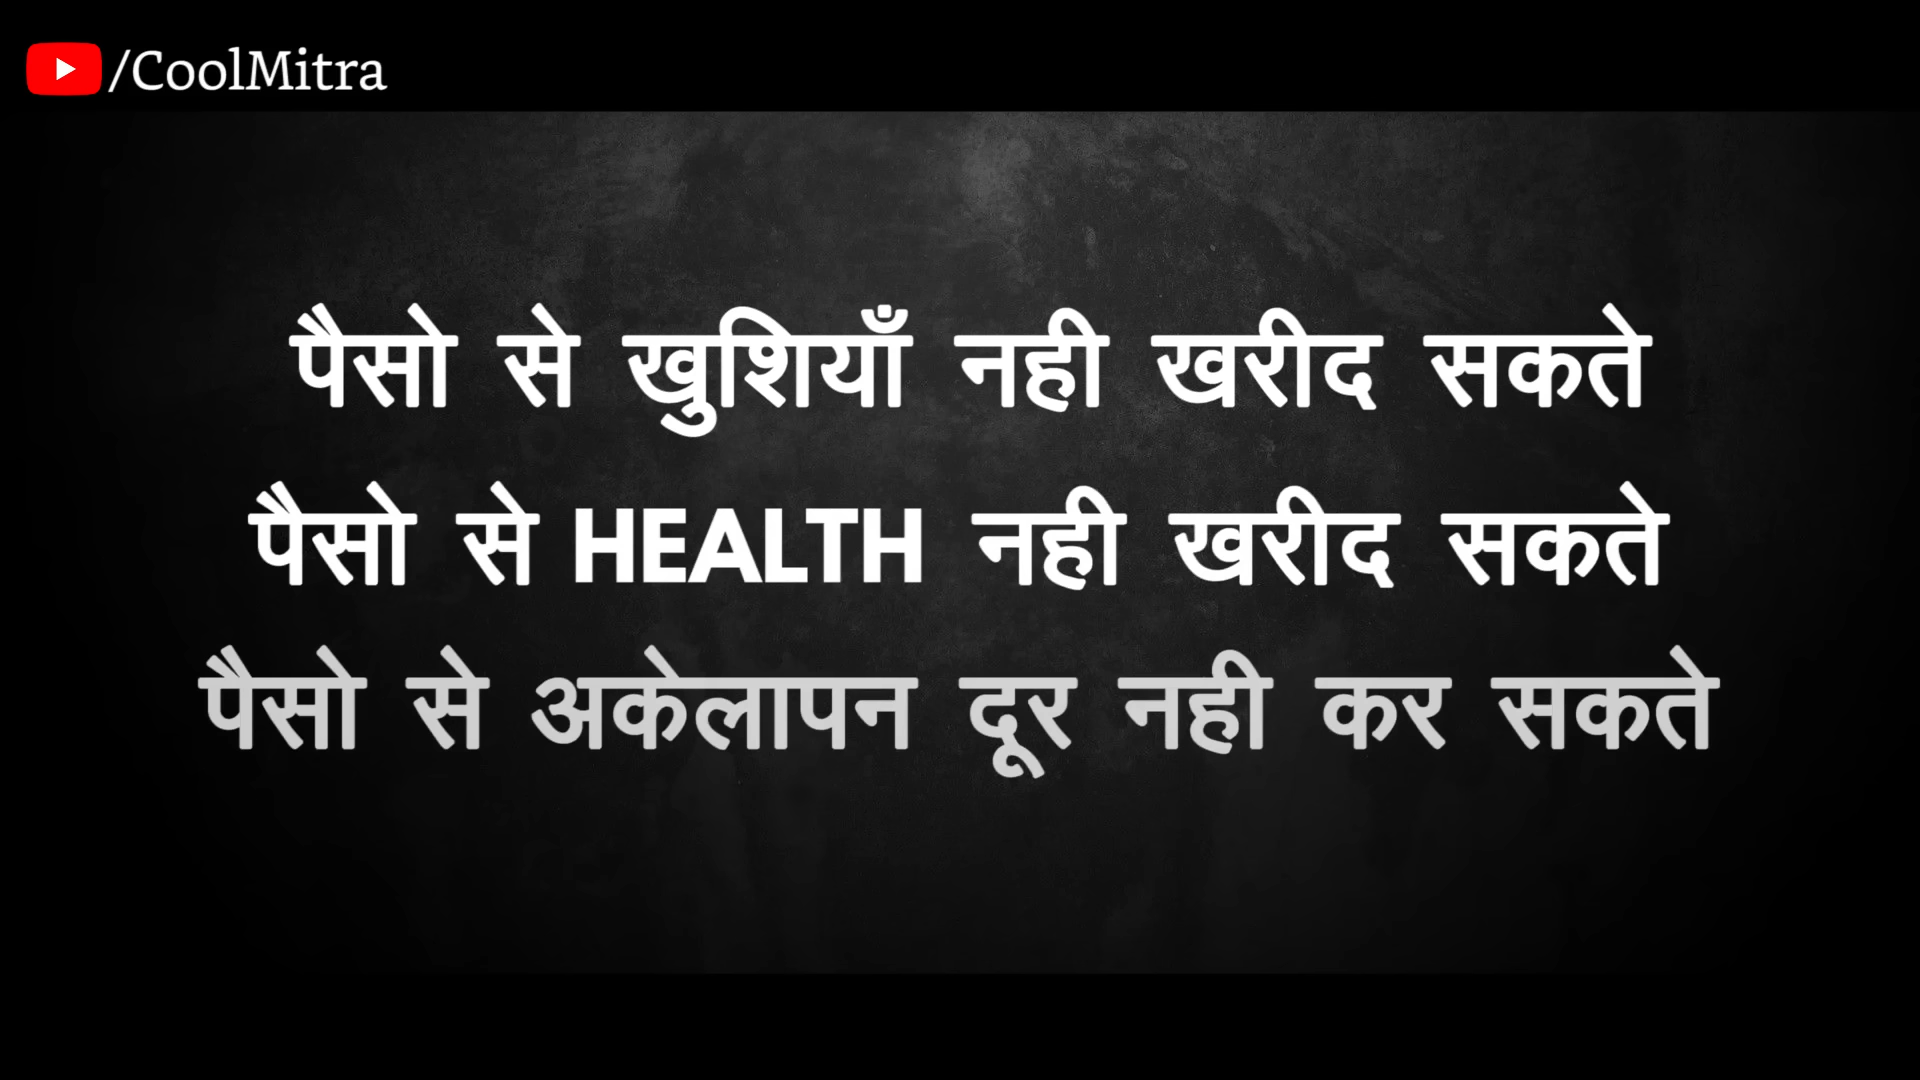 /CoolMitra
पैसो से खुशियाँ नही खरीद सकते
पैसो से HEALTH नही खरीद सकते
पैसो से अकेलापन दूर नही कर सकते